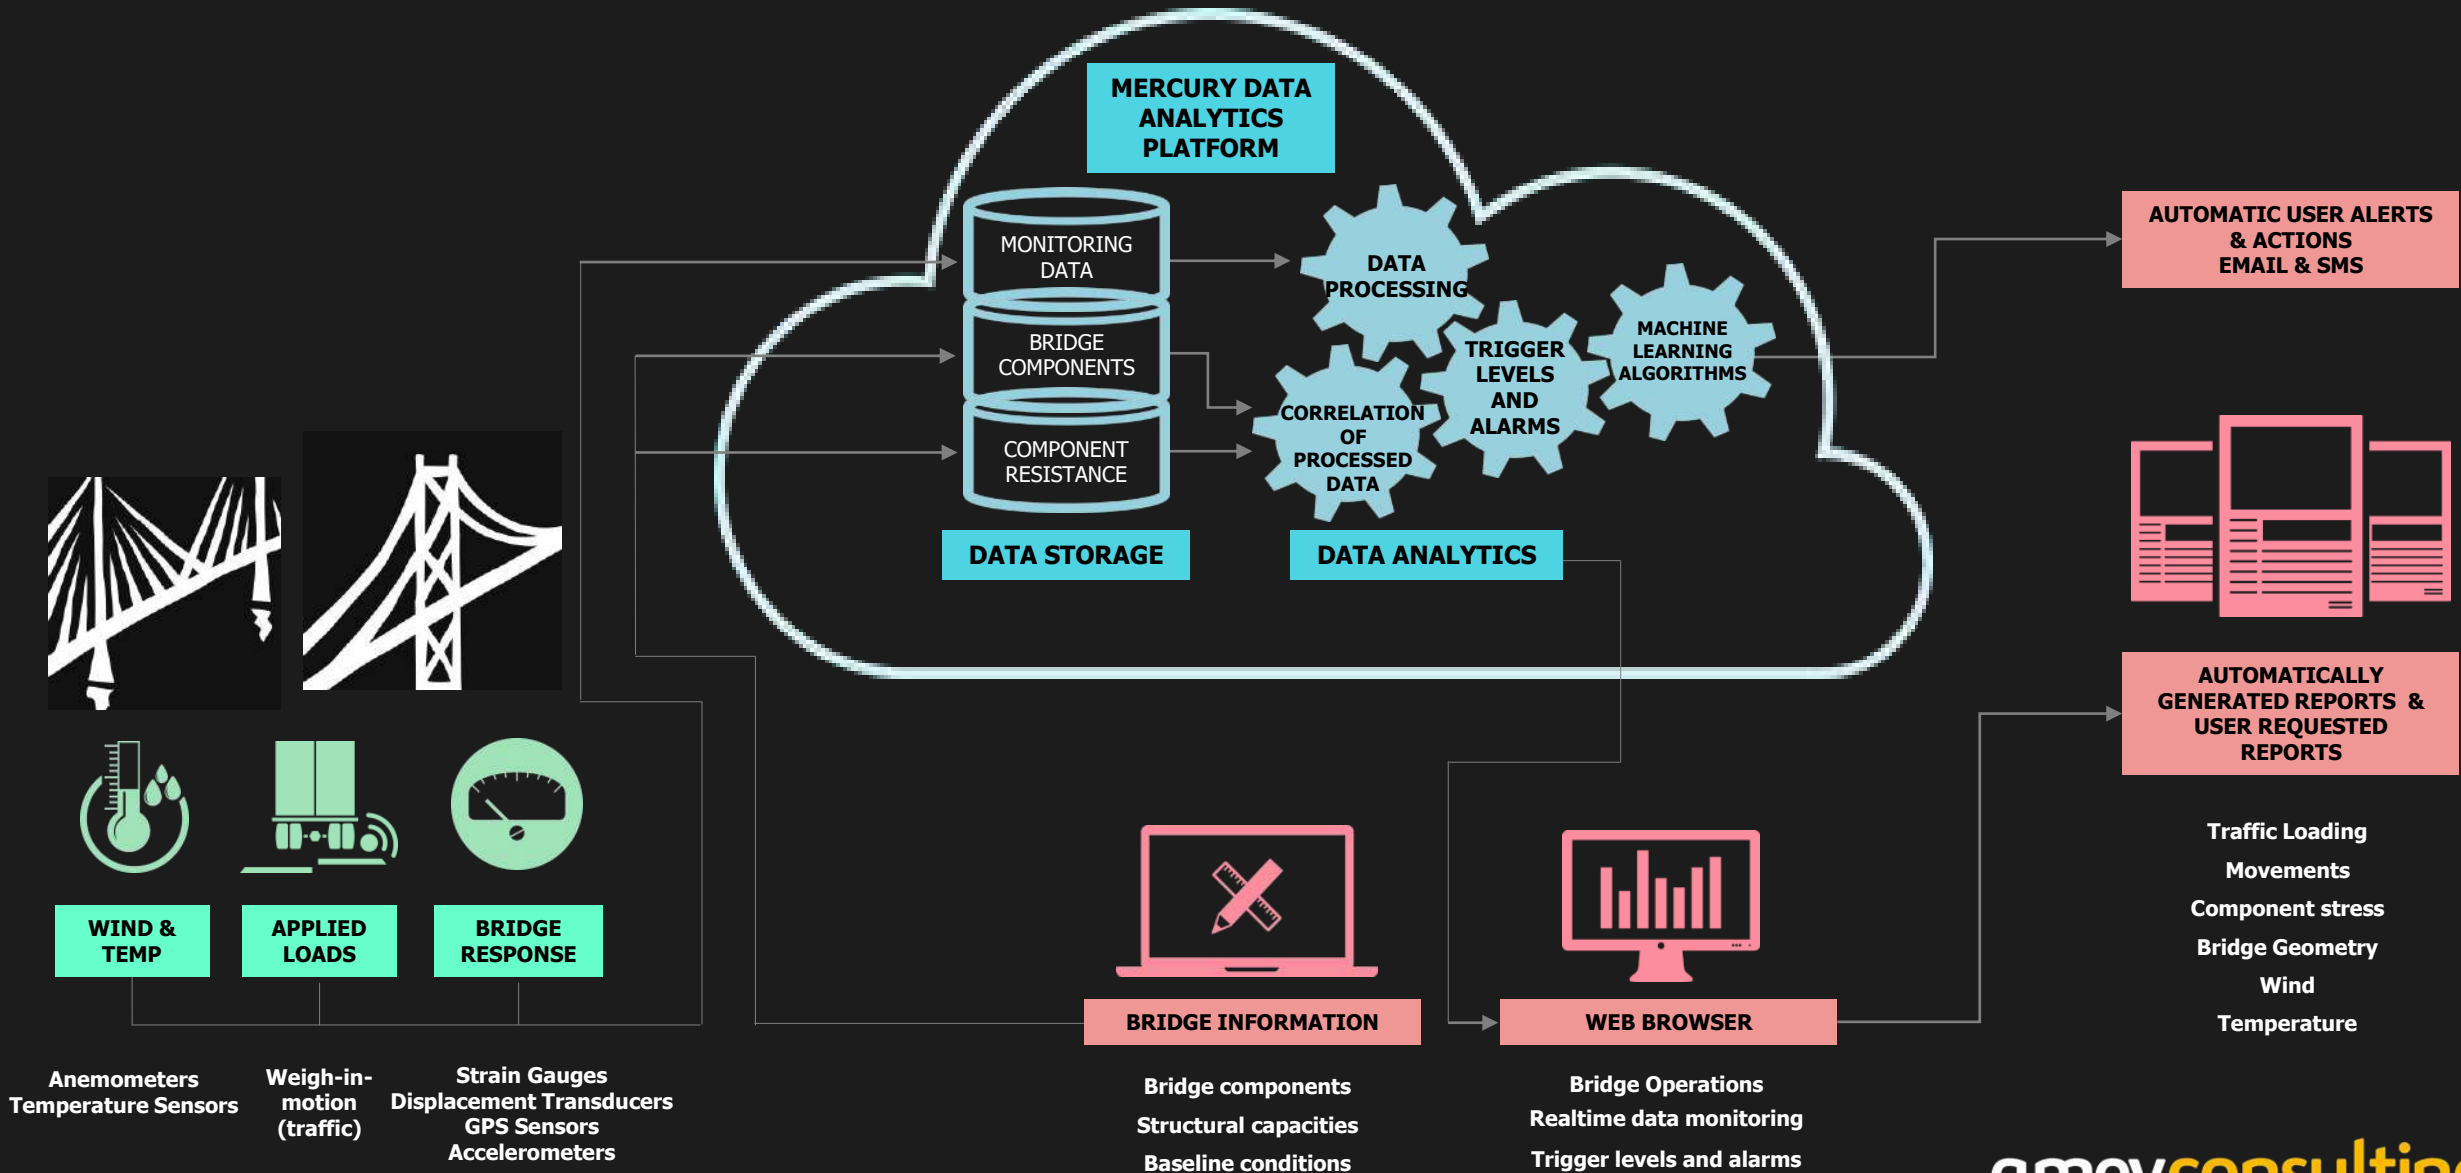 MERCURY DATA
ANALYTICS
PLATFORM
MONITORING
DATA
BRIDGE
COMPONENTS
COMPONENT
RESISTANCE
DATA
PROCESSING
CORRELATION
OF
PROCESSED
DATA
TRIGGER
LEVELS
AND
ALARMS
MACHINE
LEARNING
ALGORITHMS
DATA STORAGE
DATA ANALYTICS
AUTOMATIC USER ALERTS
& ACTIONS
EMAIL & SMS
AUTOMATICALLY
GENERATED REPORTS &
USER REQUESTED
REPORTS
Traffic Loading
Movements
Component stress
Bridge Geometry
Wind
Temperature
WIND &
TEMP
APPLIED
LOADS
BRIDGE
RESPONSE
Anemometers
Temperature Sensors
Weigh-in-
motion
(traffic)
Strain Gauges
Displacement Transducers
GPS Sensors
Accelerometers
BRIDGE INFORMATION
Bridge components
Structural capacities
Baseline conditions
WEB BROWSER
Bridge Operations
Realtime data monitoring
Trigger levels and alarms